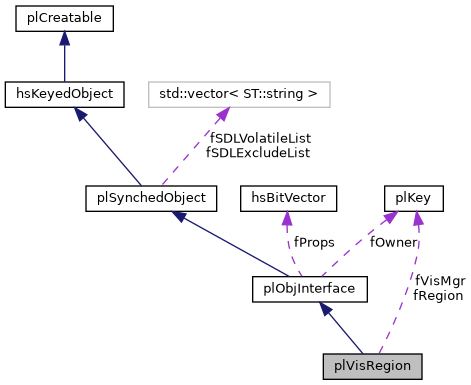 plCreatable
hsKeyedObject
std::vector< ST::string >
fSDLVolatileList
fSDLExcludeList
plSynchedObject
hsBitVector
plKey
fProps
fOwner
plObjInterface
fVisMgr
fRegion
plVisRegion